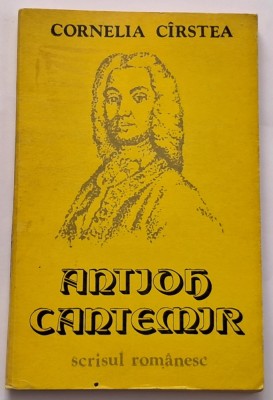 CORNELIA CÎRSTEA
ANTIOH
CANTEMIR
scrisul românesc